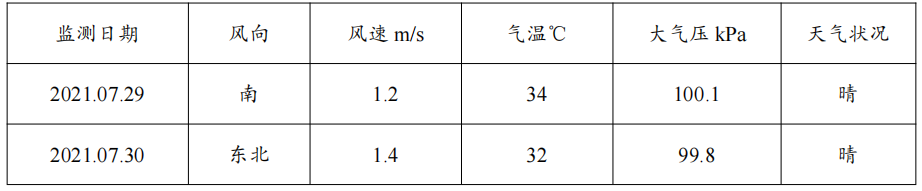 监测日期 风向 风速 m/s 气温℃ 大气压 kPa 天气状况
2021.07.29 南 1.2 34 100.1 晴
2021.07.30 东北 1.4 32 99.8 晴